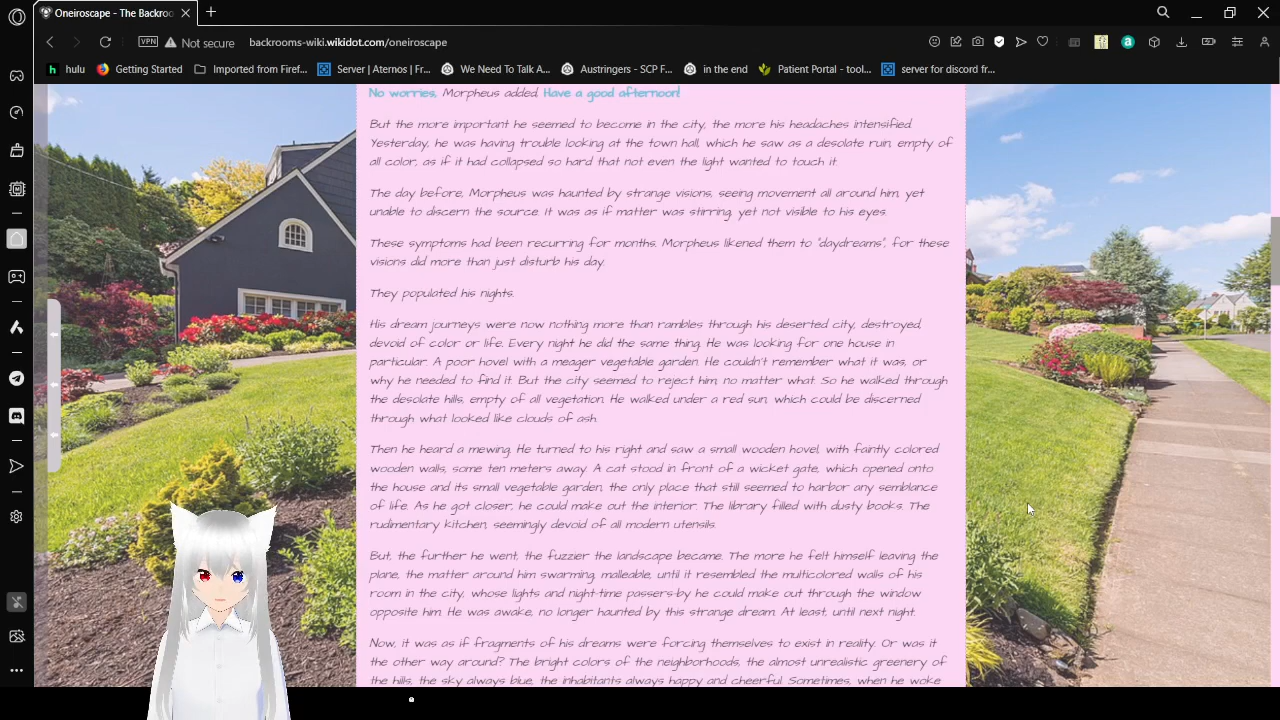 Oneiroscape - The Backroo
VPN
Not secure
backrooms-wiki.wikidot.com/oneiroscape
hulu
Getting Started
Imported from Firef...
Server | Aternos | Fr...
We Need To Talk A...
Austringers - SCP F...
in the end
Patient Portal - tool...
server for discord fr...
No worries, Morpheus added. Have a good afternoon!
But the more important he seemed to become in the city, the more his headaches intensified.
Yesterday, he was having trouble looking at the town hall, which he saw as a desolate ruin, empty of
all color, as if it had collapsed so hard that not even the light wanted to touch it.
The day before, Morpheus was haunted by strange visions, seeing movement all around him, yet
unable to discern the source. It was as if matter was stirring, yet not visible to his eyes.
These symptoms had been recurring for months. Morpheus likened them to "daydreams", for these
visions did more than just disturb his day.
They populated his nights.
His dream journeys were now nothing more than rambles through his deserted city, destroyed,
devoid of color or life. Every night he did the same thing. He was looking for one house in
particular. A poor hovel with a meager vegetable garden. He couldn't remember what it was, or
why he needed to find it. But the city seemed to reject him, no matter what. So he walked through
the desolate hills, empty of all vegetation. He walked under a red sun, which could be discerned
through what looked like clouds of ash.
Then he heard a mewing. He turned to his right and saw a small wooden hovel, with faintly colored
wooden walls, some ten meters away. A cat stood in front of a wicket gate, which opened onto
the house and its small vegetable garden, the only place that still seemed to harbor any semblance
of life. As he got closer, he could make out the interior. The library filled with dusty books. The
rudimentary kitchen, seemingly devoid of all modern utensils.
But, the further he went, the fuzzier the landscape became. The more he felt himself leaving the
plane, the matter around him swarming, malleable, until it resembled the multicolored walls of his
room in the city, whose lights and night-time passers-by he could make out through the window
opposite him. He was awake, no longer haunted by this strange dream. At least, until next night.
Now, it was as if fragments of his dreams were forcing themselves to exist in reality. Or was it
the other way around? The bright colors of the neighborhoods, the almost unrealistic greenery of
the hills, the sky always blue, the inhabitants always happy and cheerful. Sometimes, when he woke